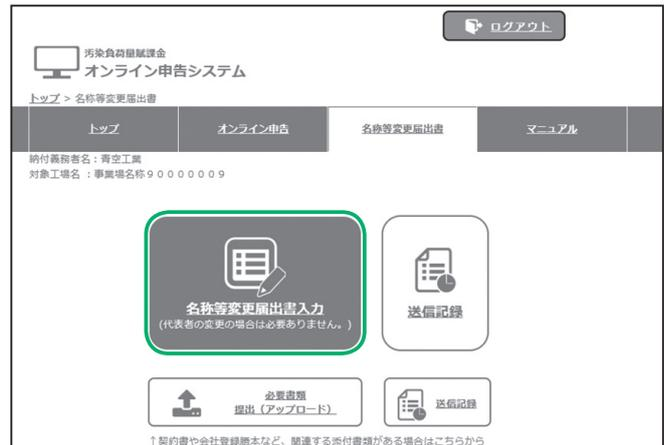 ログアウト
汚染負荷量賦課金
オンライン申告システム
トップ > 名称等変更届出書
トップ
オンライン申告
名称等変更届出書
マニュアル
納付義務者名：青空工業
対象工場名 ：事業場名称９０００００００９
名称等変更届出書入力
(代表者の変更の場合は必要ありません。)
送信記録
必要書類
提出（アップロード）
送信記録
↑契約書や会社登録謄本など、関連する添付書類がある場合はこちらから